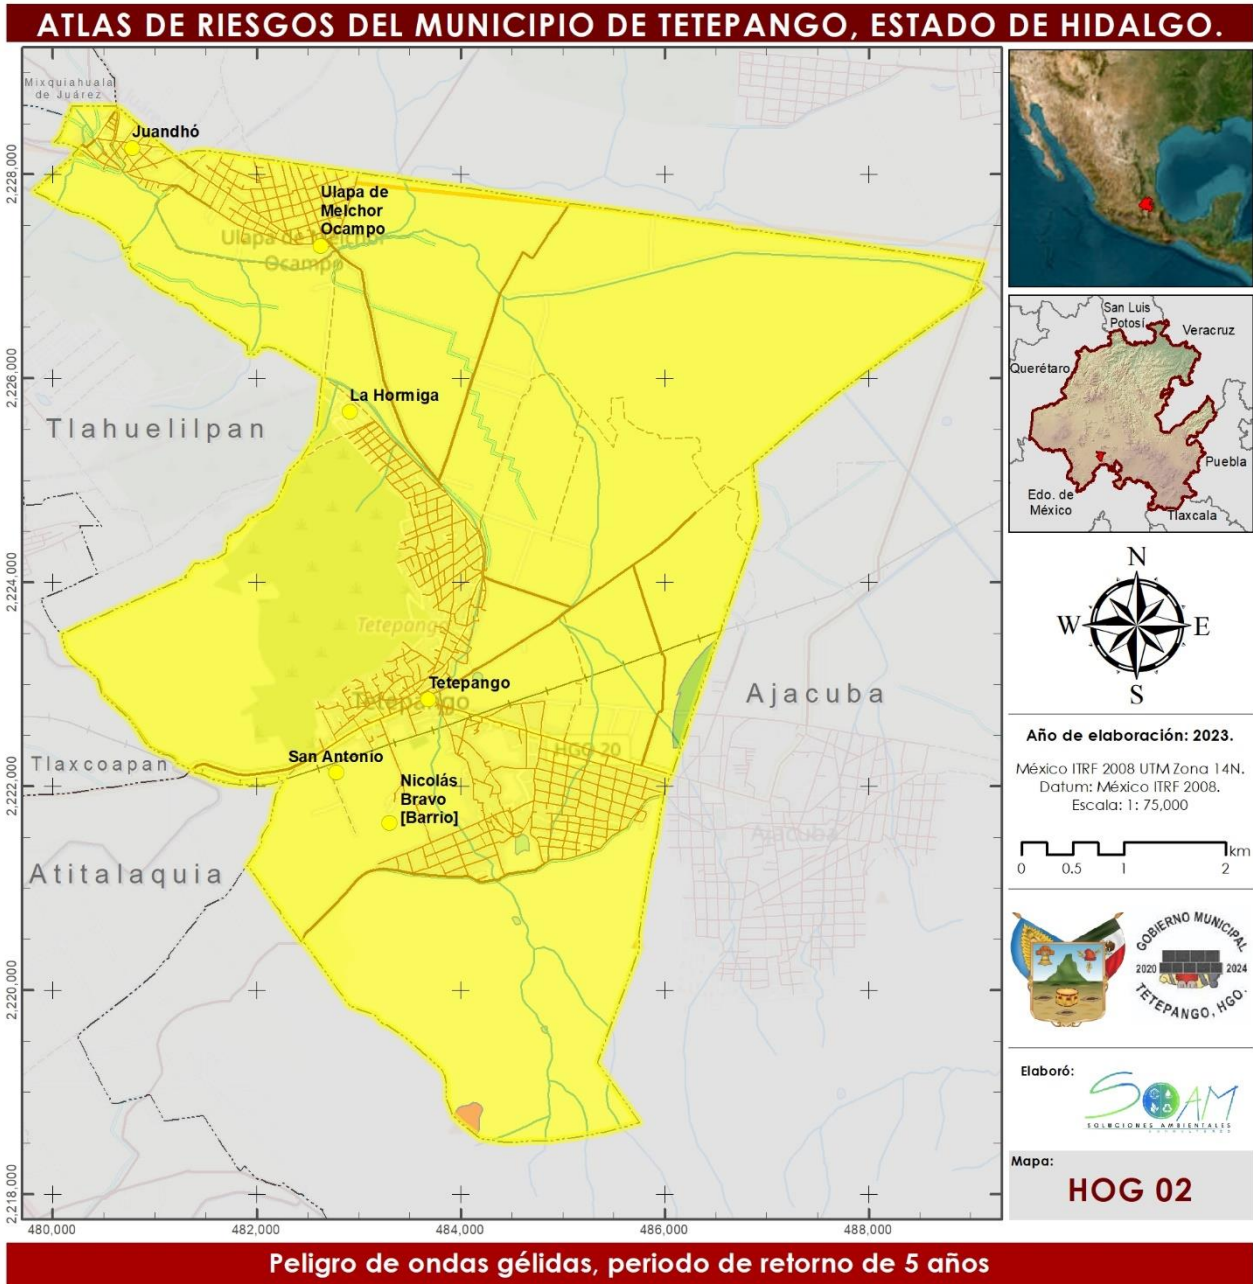 ATLAS DE RIESGOS DEL MUNICIPIO DE TETEPANGO, ESTADO DE HIDALGO.
Mixquiahuala
de Juárez
Juandhó
Ulapa de
Melchor
Ocampo
Ulapa de Melchor
Ocampo
La Hormiga
Tlahuelilpan
Tetepango
Tetepango
Tetepango
Ajacuba
HGO 20
San Antonio
Tlaxcoapan
Nicolás
Bravo
[Barrio]
Ajacuba
Atitalaquia
2,228,000
2,226,000
2,224,000
2,222,000
2,220,000
2,218,000
480,000
482,000
484,000
486,000
488,000
San Luis
Potosí
Veracruz
Querétaro
Puebla
Edo. de
México
Tlaxcala
N
W
E
S
Año de elaboración: 2023.
México ITRF 2008 UTM Zona 14N.
Datum: México ITRF 2008.
Escala: 1: 75,000
km
0 0.5 1 2
GOBIERNO MUNICIPAL
2020 2024
TETEPANGO, HGO.
Elaboró:
SOAM
SOLUCIONES AMBIENTALES
Mapa:
HOG 02
Peligro de ondas gélidas, periodo de retorno de 5 años